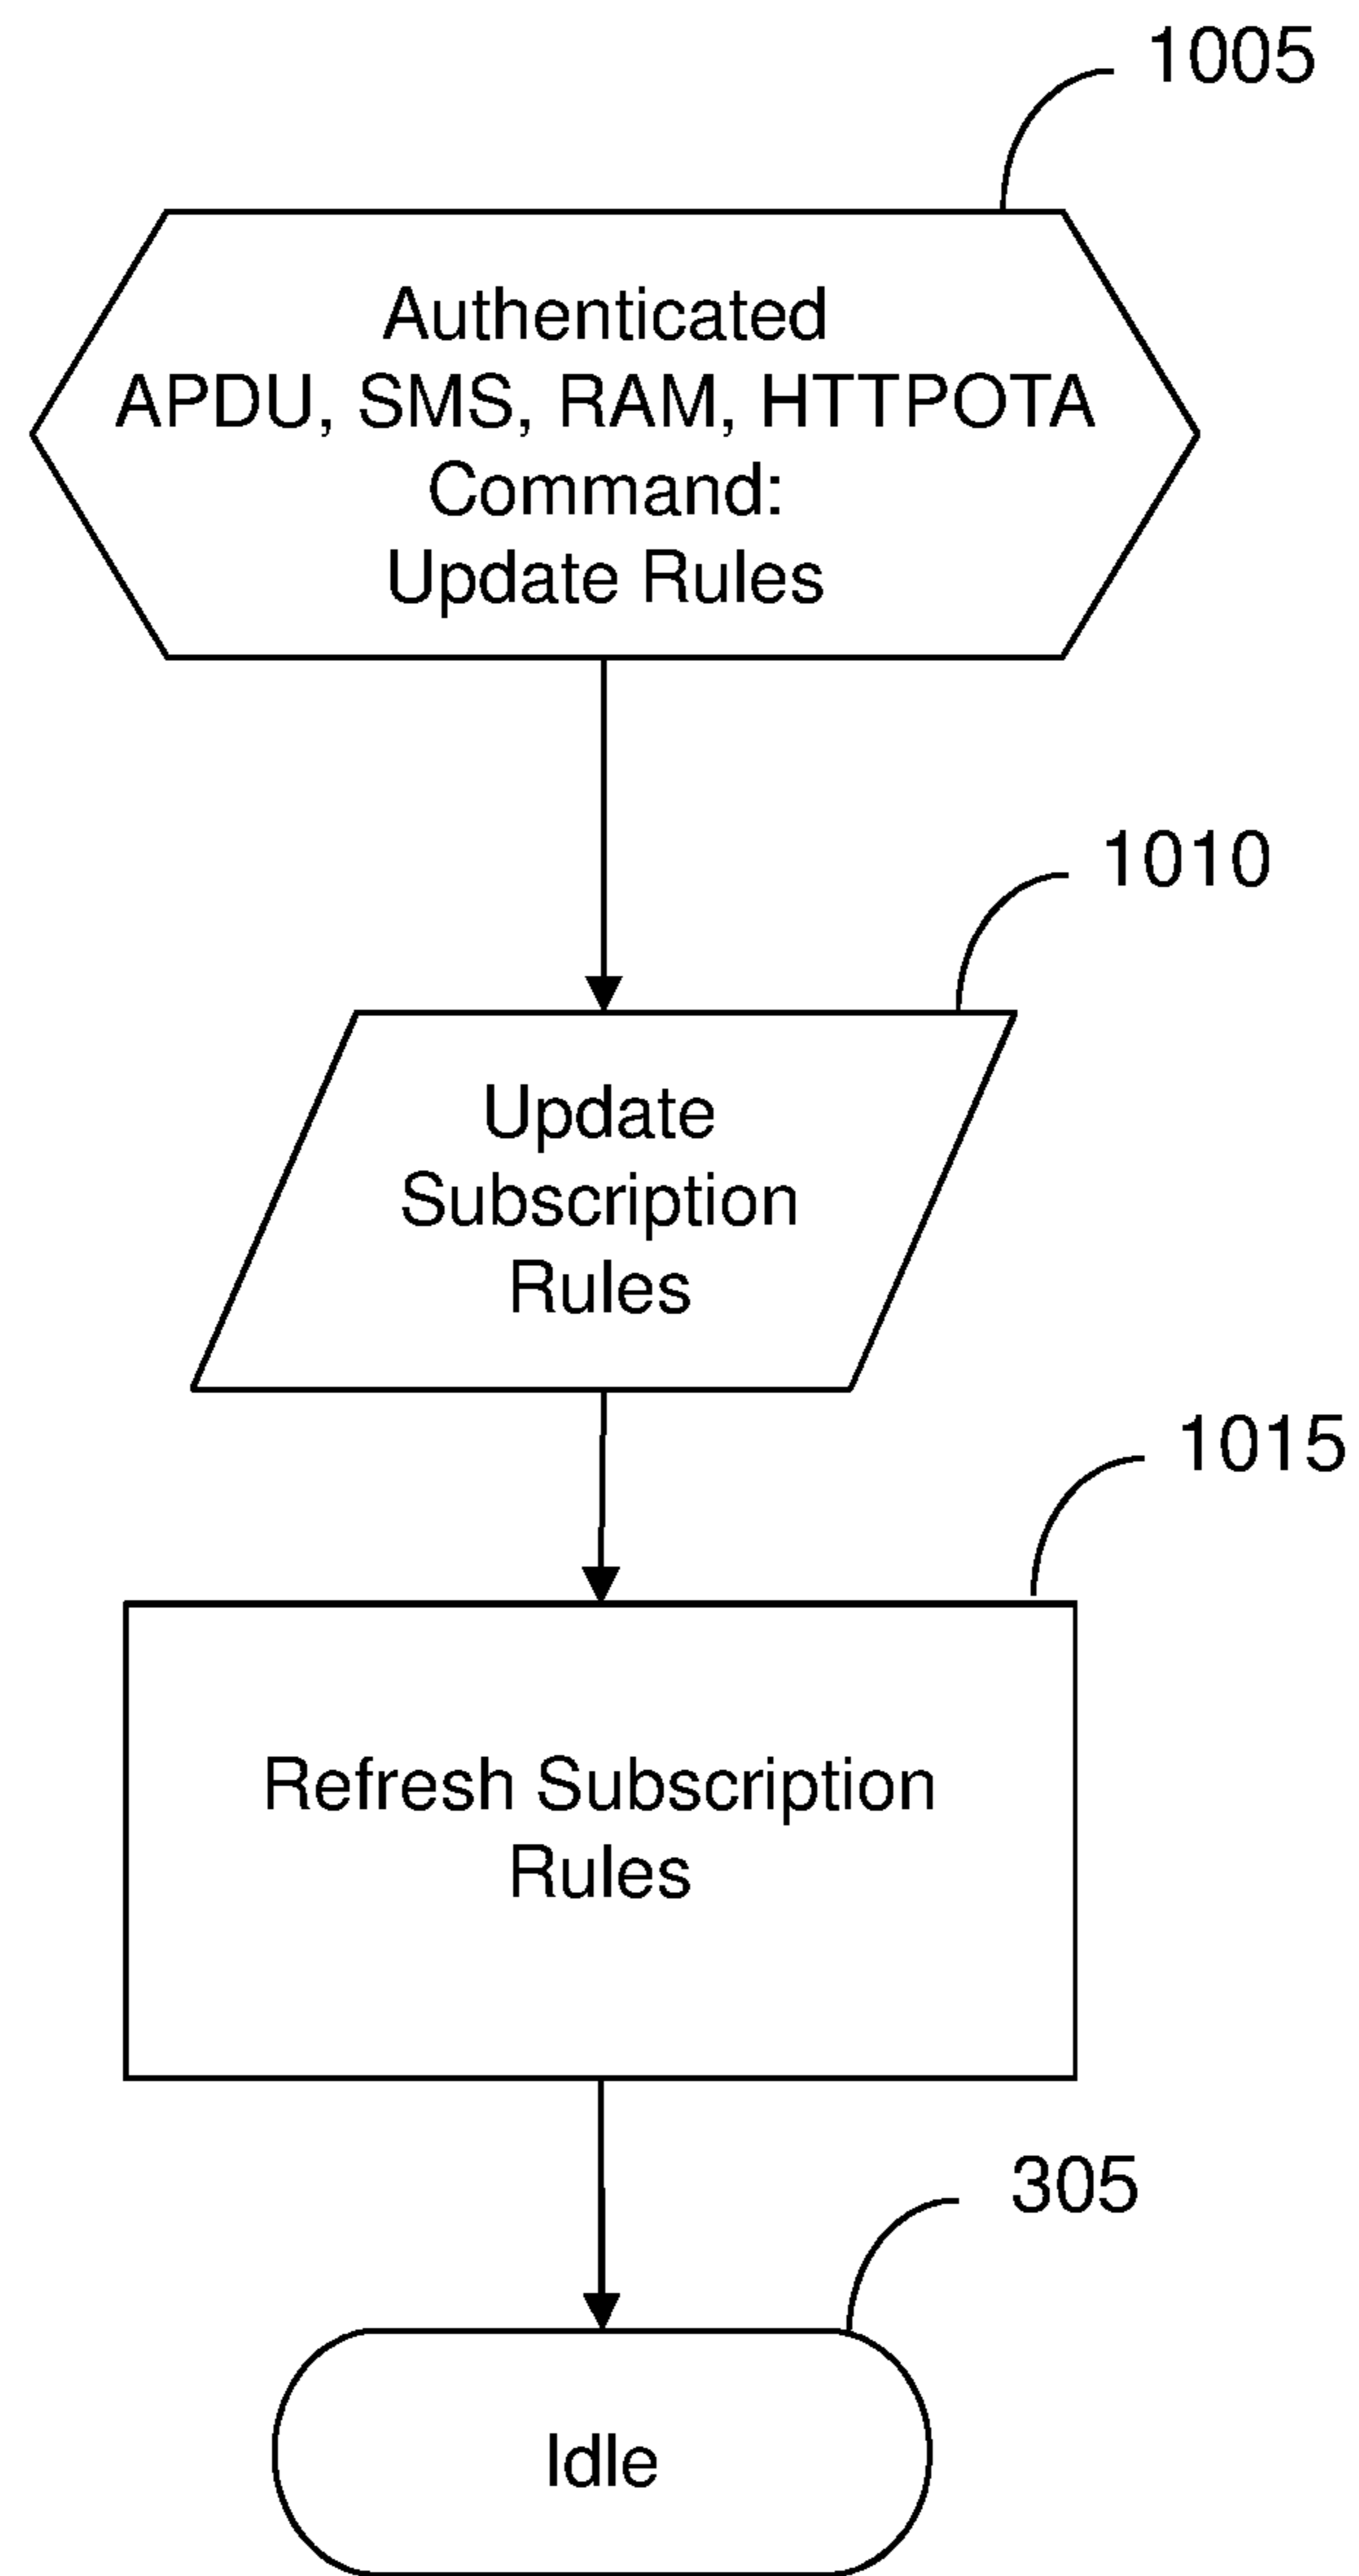 1005
Authenticated
APDU, SMS, RAM, HTTPOTA
Command:
Update Rules
1010
Update
Subscription
Rules
1015
Refresh Subscription
Rules
305
Idle